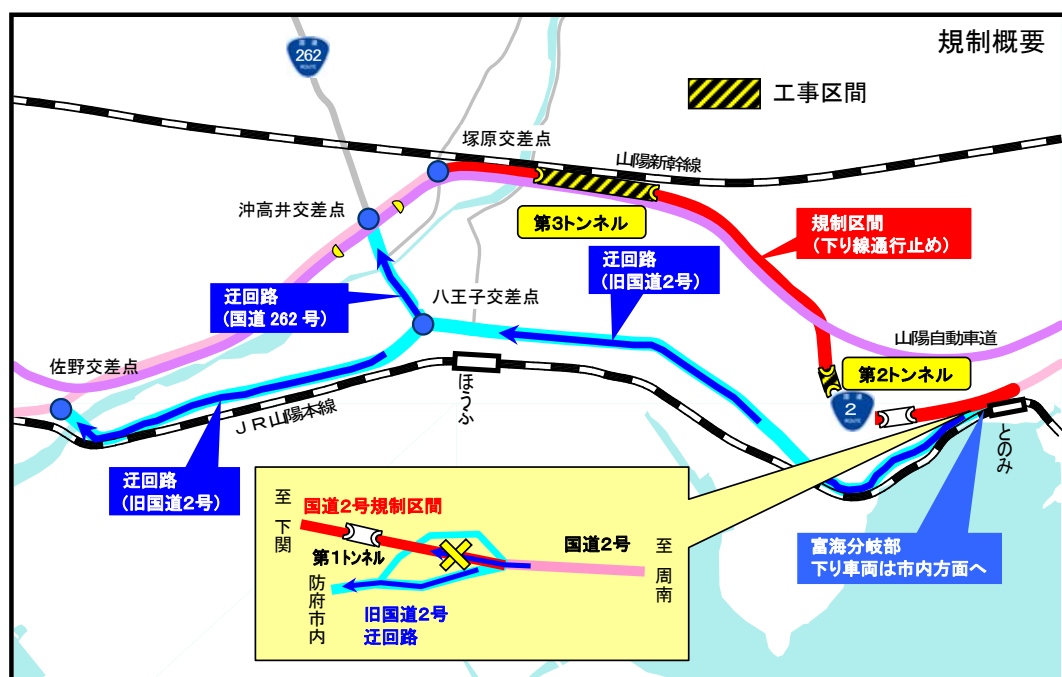 規制概要
国道
262
ROUTE
工事区間
塚原交差点
山陽新幹線
沖高井交差点
第3トンネル
規制区間
(下り線通行止め)
迂回路
(国道 262 号)
八王子交差点
迂回路
(旧国道2号)
山陽自動車道
佐野交差点
ほうふ
第2トンネル
国道
2
ROUTE
JR山陽本線
とのみ
迂回路
(旧国道2号)
至下関
国道2号規制区間
第1トンネル
国道2号
至周南
防府市内
旧国道2号
迂回路
富海分岐部
下り車両は市内方面へ